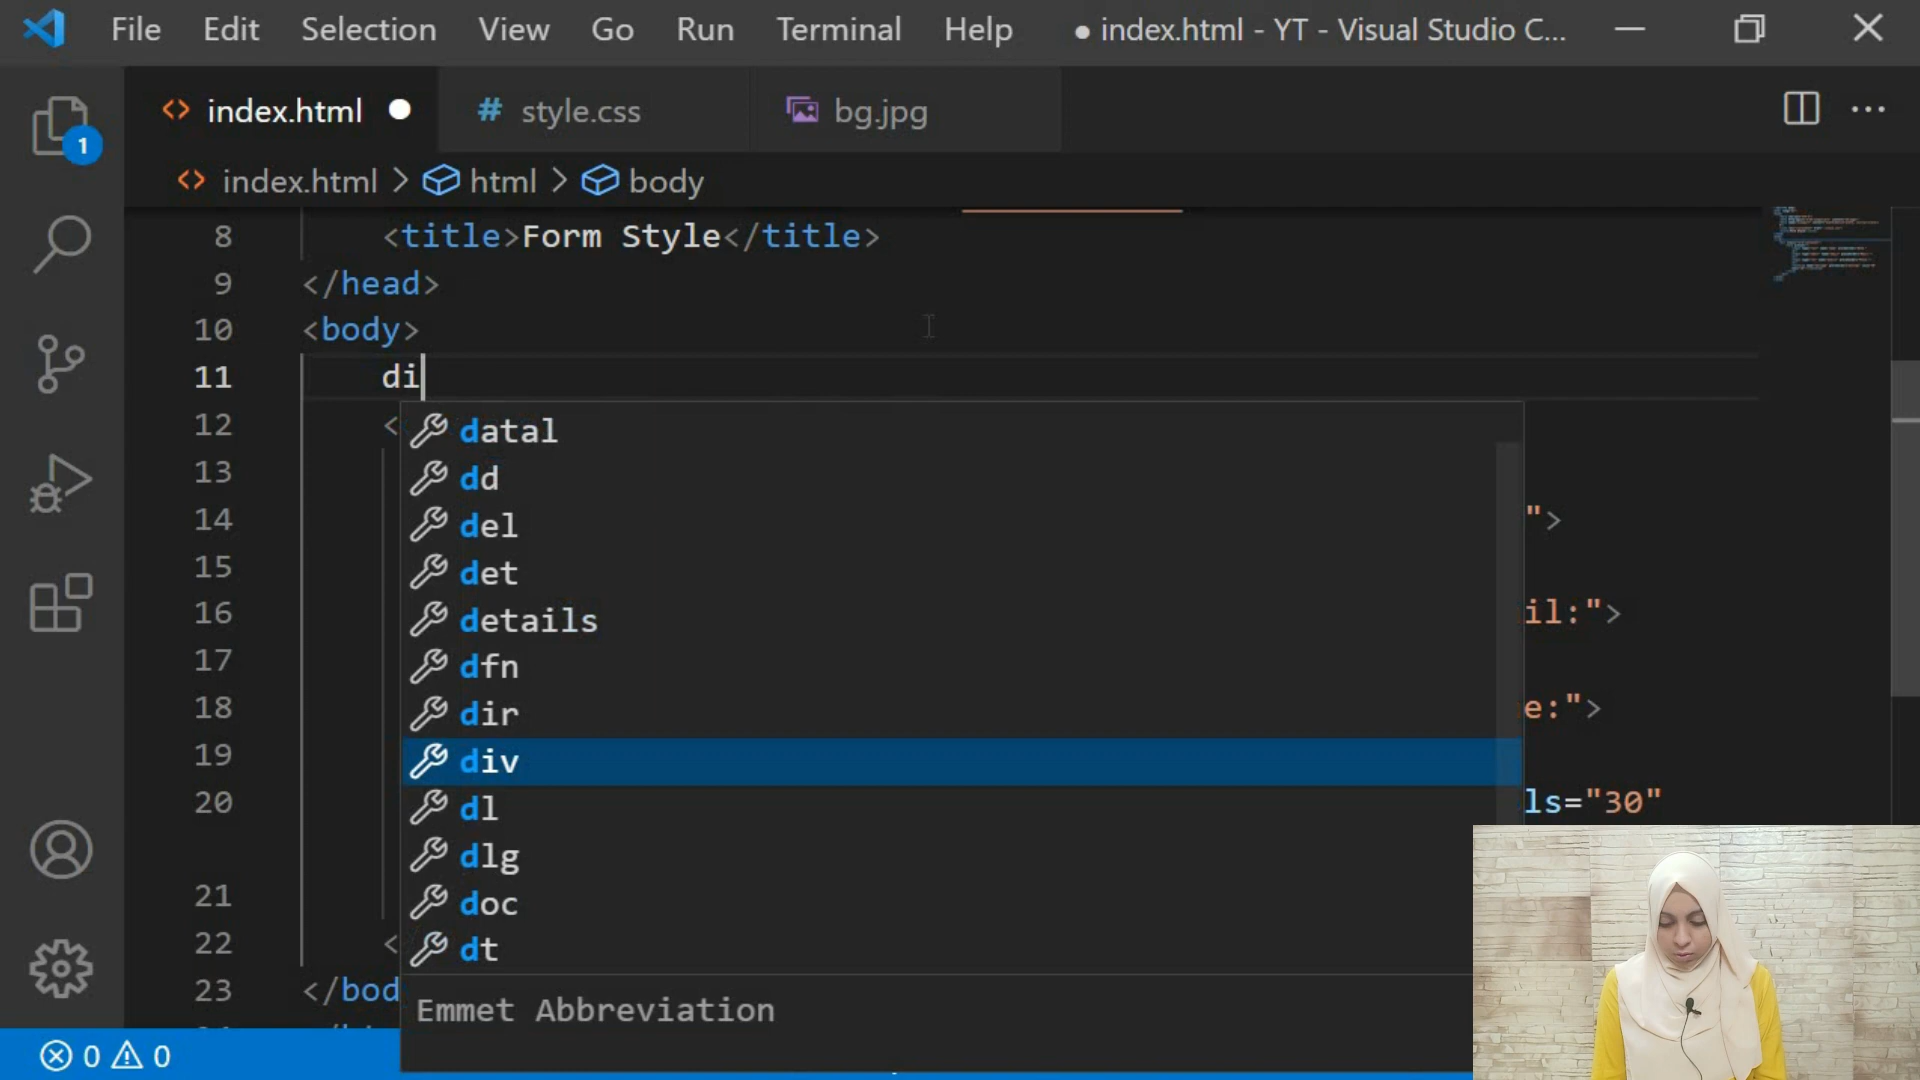 File Edit Selection View Go Run Terminal Help ● index.html - YT - Visual Studio C...
index.html style.css bg.jpg
index.html > html > body
1
8 <title>Form Style</title>
9 </head>
10 <body>
11 di
12 <
13
14 ">
15
16 il:">
17
18 e:">
19
20 ls="30"
21
22 <
23 </bod
datal
dd
del
det
details
dfn
dir
div
dl
dlg
doc
dt
Emmet Abbreviation
0 0